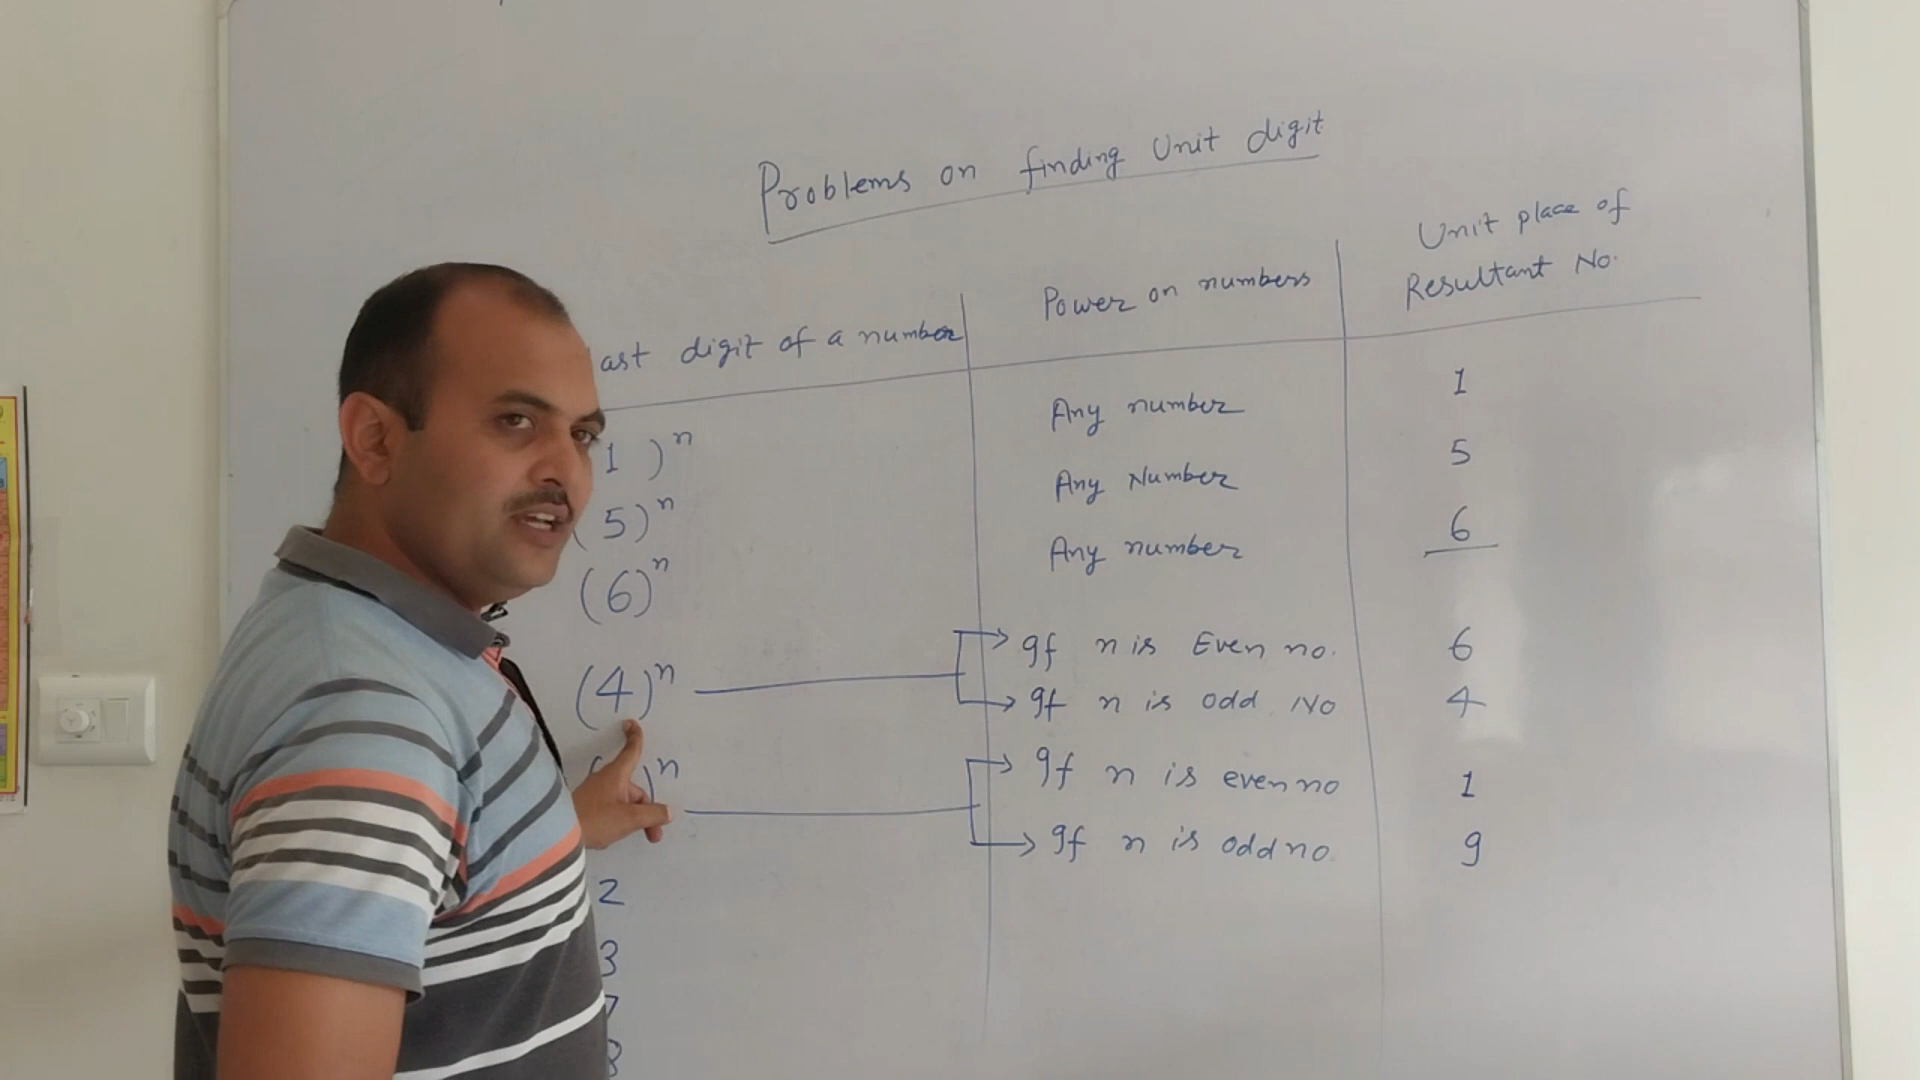 Problems on finding Unit digit
ast digit of a number Power on numbers Unit place of Resultant No.
1 )ⁿ Any number 1
(5)ⁿ Any Number 5
(6)ⁿ Any number 6
(4)ⁿ
If n is Even no. 6
If n is odd No 4
)ⁿ
If n is even no 1
If n is odd no. 9
2
3
7
8